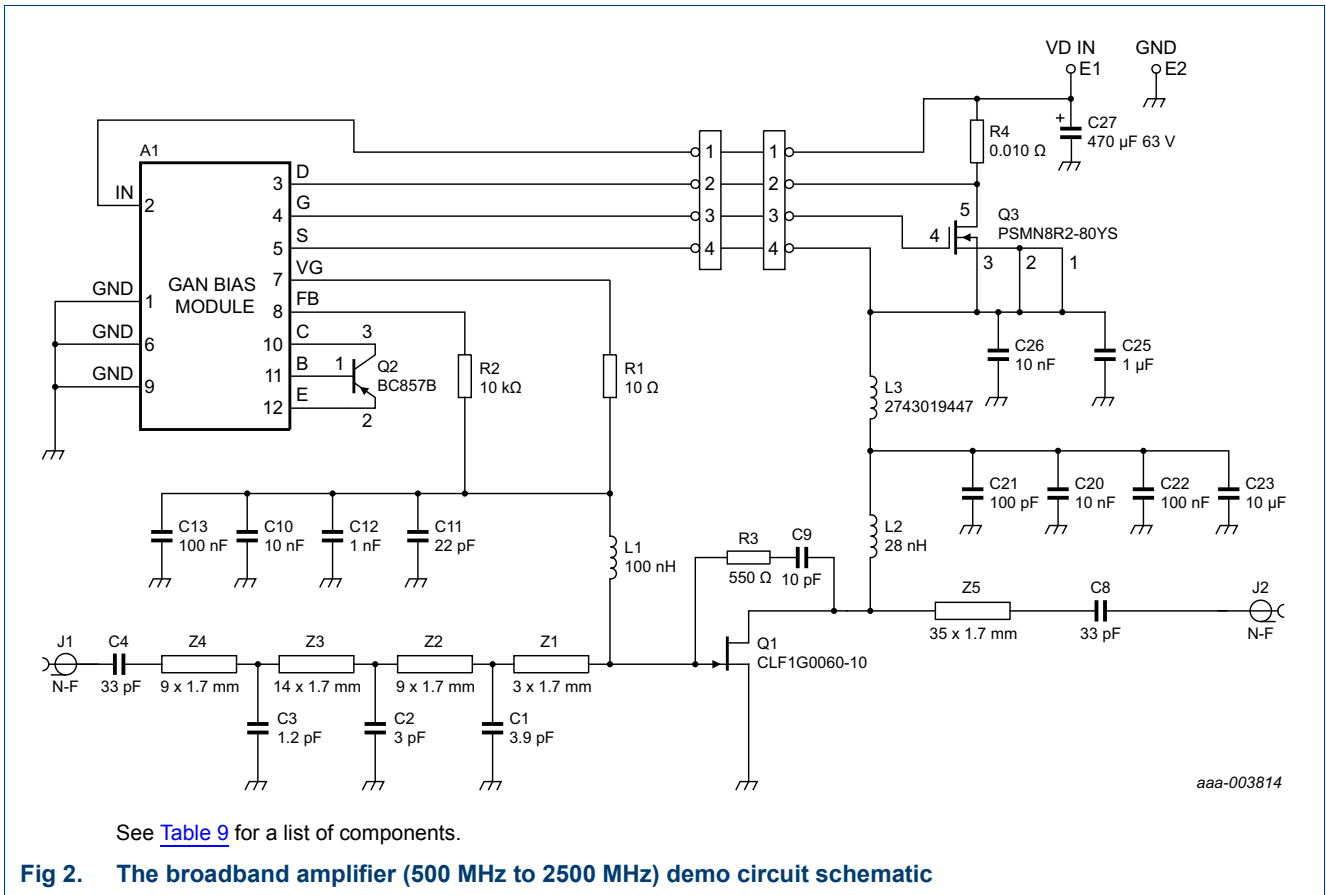 VD IN GND
E1 E2
C27
470 µF 63 V
R4
0.010 Ω
A1
IN
2
GAN BIAS
MODULE
3 D
4 G
5 S
7 VG
8 FB
10 C
11 B
12 E
GND 1
GND 6
GND 9
1 1
2 2
3 3
4 4
5
4
3 2 1
Q3
PSMN8R2-80YS
3
1
2
Q2
BC857B
R2
10 kΩ
R1
10 Ω
C26
10 nF
C25
1 µF
L3
2743019447
C13
100 nF
C10
10 nF
C12
1 nF
C11
22 pF
C21
100 pF
C20
10 nF
C22
100 nF
C23
10 µF
L1
100 nH
L2
28 nH
R3
550 Ω
C9
10 pF
J1
N-F
C4
33 pF
Z4
9 x 1.7 mm
Z3
14 x 1.7 mm
Z2
9 x 1.7 mm
Z1
3 x 1.7 mm
Q1
CLF1G0060-10
Z5
35 x 1.7 mm
C8
33 pF
J2
N-F
C3
1.2 pF
C2
3 pF
C1
3.9 pF
aaa-003814
See Table 9 for a list of components.
Fig 2. The broadband amplifier (500 MHz to 2500 MHz) demo circuit schematic